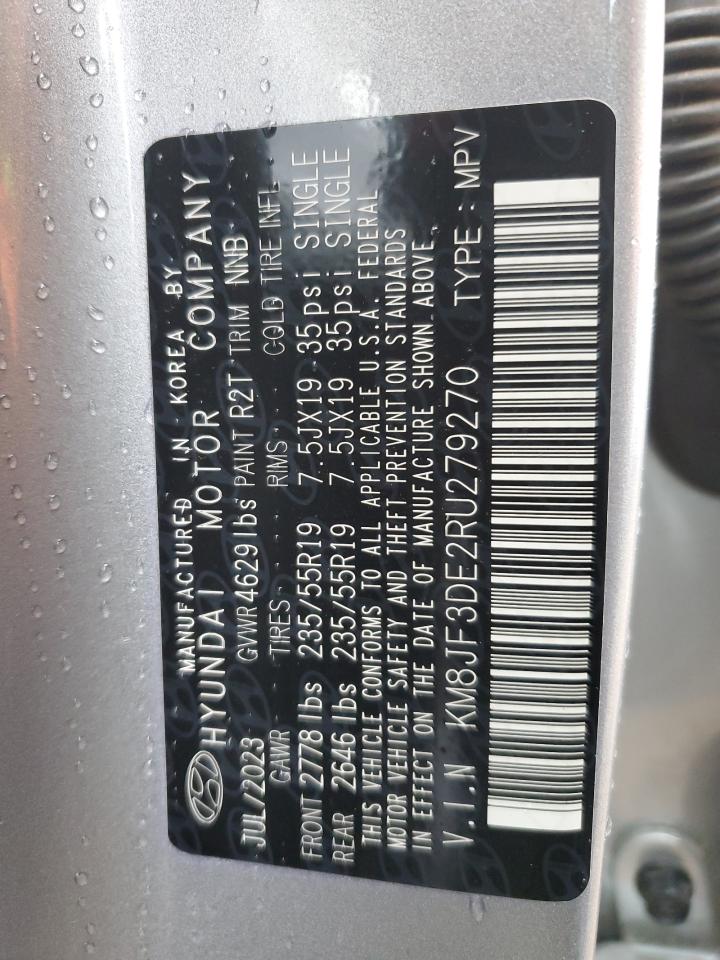 MANUFACTURED IN KOREA BY
HYUNDAI MOTOR COMPANY
JUL/2023 GVWR 4629 lbs PAINT R2T TRIM NNB
GAWR TIRES RIMS COLD TIRE INFL
FRONT 2778 lbs 235/55R19 7.5JX19 35psi SINGLE
REAR 2646 lbs 235/55R19 7.5JX19 35psi SINGLE
THIS VEHICLE CONFORMS TO ALL APPLICABLE U.S.A. FEDERAL
MOTOR VEHICLE SAFETY AND THEFT PREVENTION STANDARDS
IN EFFECT ON THE DATE OF MANUFACTURE SHOWN ABOVE.
V.I.N KM8JF3DE2RU279270 TYPE : MPV